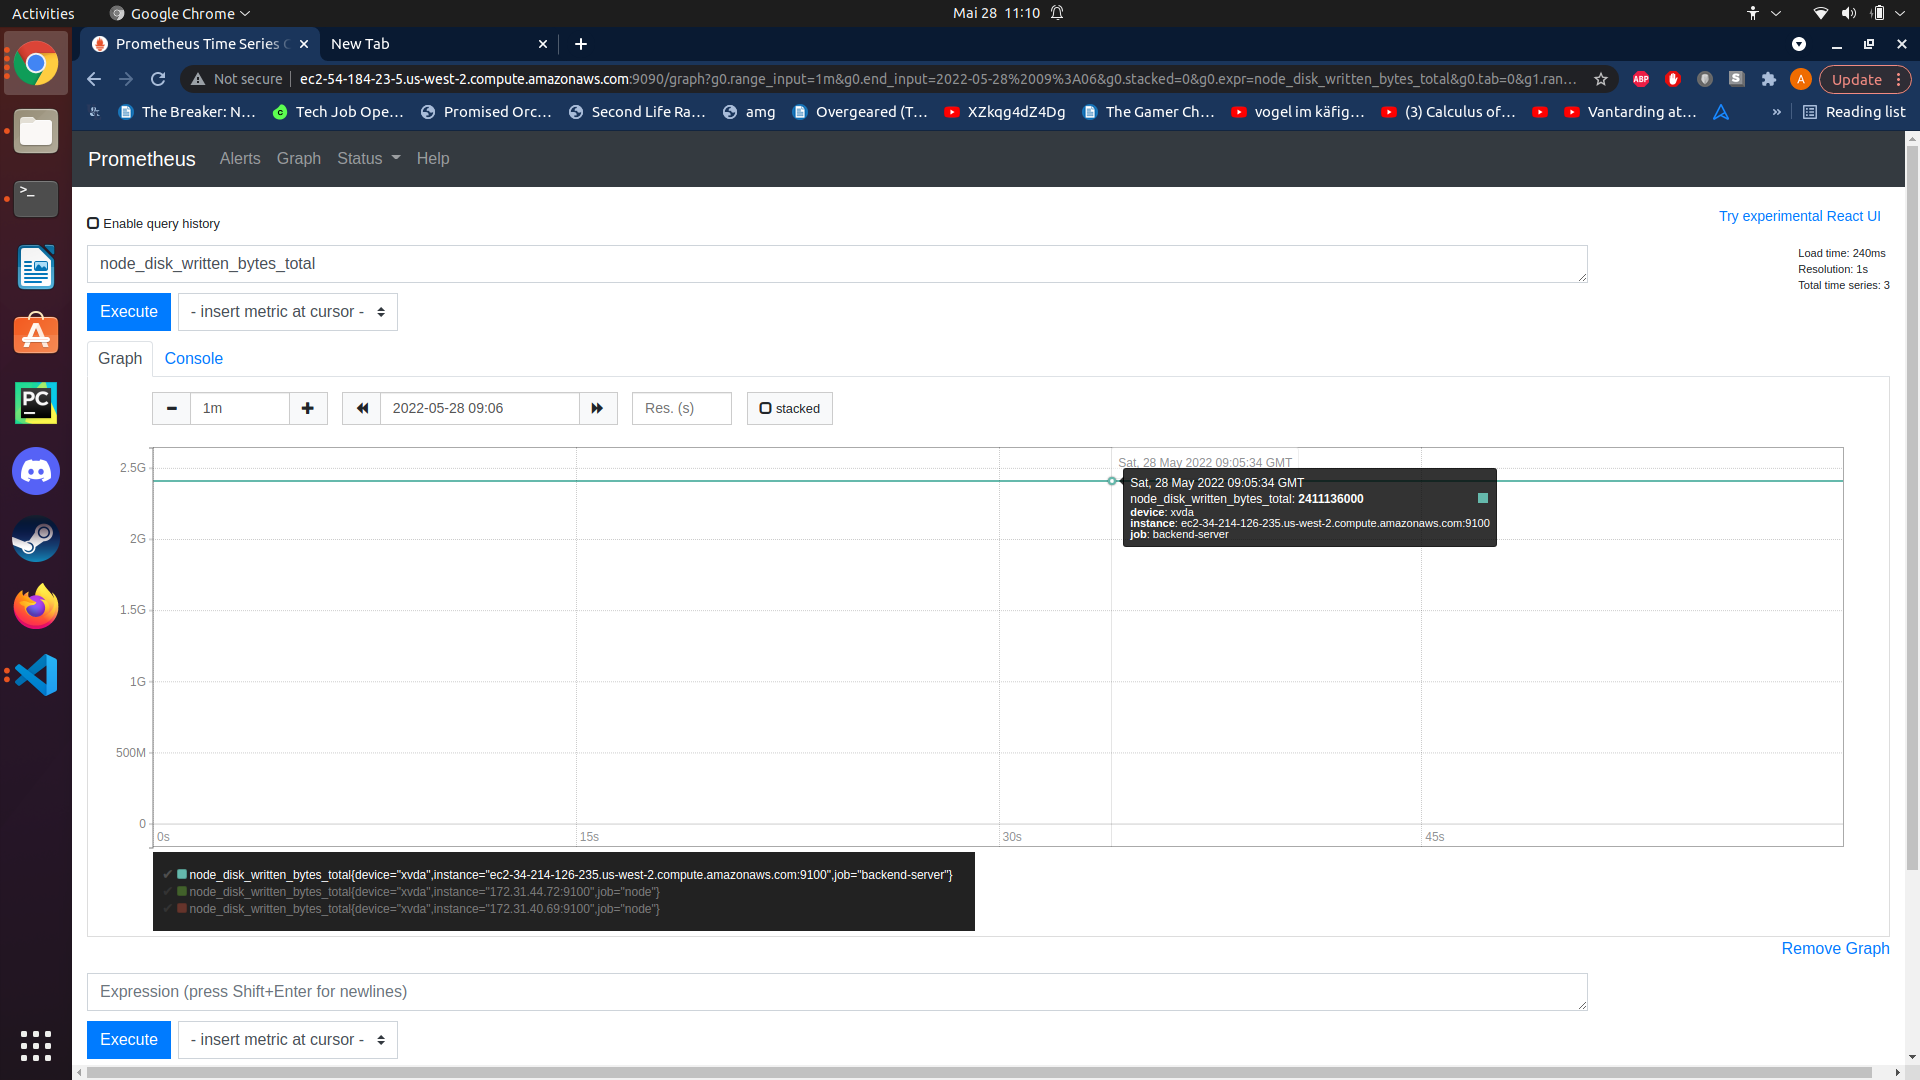 Activities
Google Chrome
Mai 28 11:10
Prometheus Time Series C
New Tab
Not secure
ec2-54-184-23-5.us-west-2.compute.amazonaws.com:9090/graph?g0.range_input=1m&g0.end_input=2022-05-28%2009%3A06&g0.stacked=0&g0.expr=node_disk_written_bytes_total&g0.tab=0&g1.ran...
ABP
S
A
Update
The Breaker: N...
Tech Job Ope...
Promised Orc...
Second Life Ra...
amg
Overgeared (T...
XZkqg4dZ4Dg
The Gamer Ch...
vogel im käfig...
(3) Calculus of...
Vantarding at...
»
Reading list
Prometheus
Alerts
Graph
Status
Help
Enable query history
Try experimental React UI
node_disk_written_bytes_total
Load time: 240ms
Resolution: 1s
Total time series: 3
Execute
- insert metric at cursor -
Graph
Console
1m
2022-05-28 09:06
Res. (s)
stacked
2.5G
2G
1.5G
1G
500M
0
0s
15s
30s
45s
Sat, 28 May 2022 09:05:34 GMT
Sat, 28 May 2022 09:05:34 GMT
node_disk_written_bytes_total: 2411136000
device: xvda
instance: ec2-34-214-126-235.us-west-2.compute.amazonaws.com:9100
job: backend-server
✔ node_disk_written_bytes_total{device="xvda",instance="ec2-34-214-126-235.us-west-2.compute.amazonaws.com:9100",job="backend-server"}
✔ node_disk_written_bytes_total{device="xvda",instance="172.31.44.72:9100",job="node"}
✔ node_disk_written_bytes_total{device="xvda",instance="172.31.40.69:9100",job="node"}
Remove Graph
Expression (press Shift+Enter for newlines)
Execute
- insert metric at cursor -
>_
PC